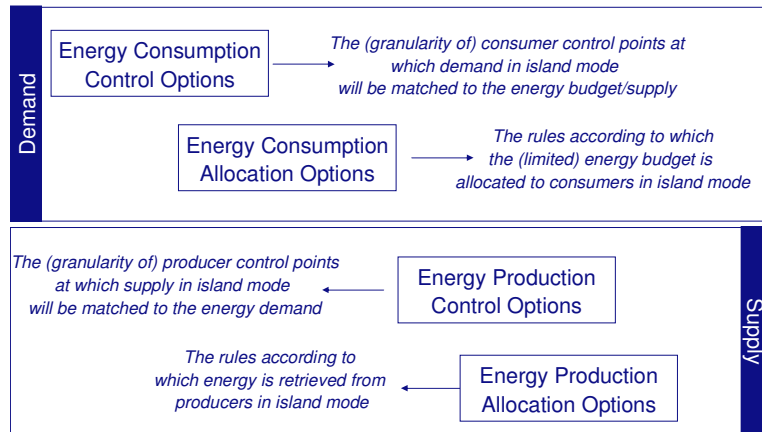 Demand
Energy Consumption
Control Options
The (granularity of) consumer control points at
which demand in island mode
will be matched to the energy budget/supply
Energy Consumption
Allocation Options
The rules according to which
the (limited) energy budget is
allocated to consumers in island mode
The (granularity of) producer control points
at which supply in island mode
will be matched to the energy demand
Energy Production
Control Options
The rules according to
which energy is retrieved from
producers in island mode
Energy Production
Allocation Options
Supply